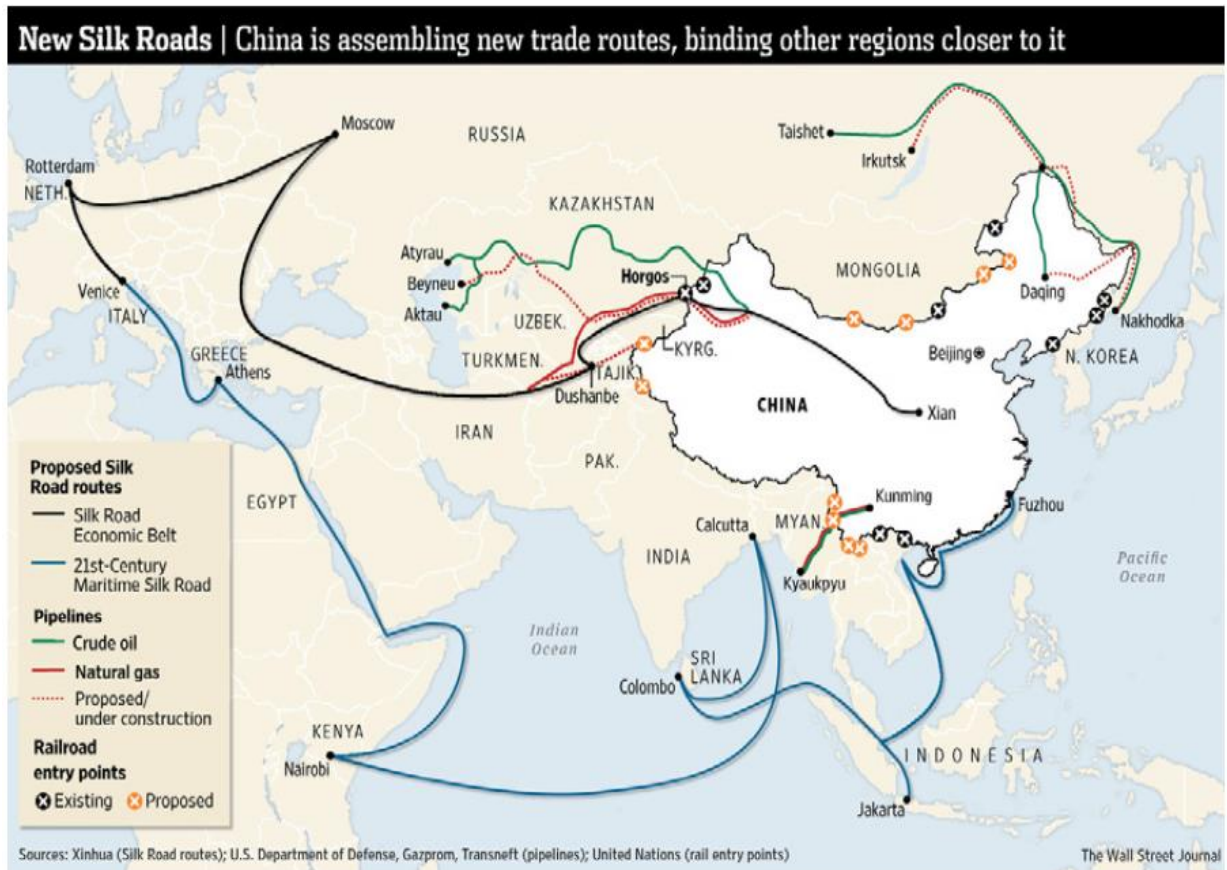 New Silk Roads | China is assembling new trade routes, binding other regions closer to it
Moscow
RUSSIA
Taishet
Irkutsk
Rotterdam
NETH.
KAZAKHSTAN
Atyrau
Beyneu
Aktau
Horgos
MONGOLIA
Daqing
Nakhodka
Venice
ITALY
UZBEK.
TURKMEN.
KYRG.
Beijing
N. KOREA
GREECE
Athens
TAJIK.
Dushanbe
CHINA
Xian
IRAN
PAK.
EGYPT
Kunming
Fuzhou
Calcutta
MYAN.
INDIA
Kyaukpyu
Pacific
Ocean
Indian
Ocean
SRI
LANKA
Colombo
KENYA
Nairobi
INDONESIA
Jakarta
Proposed Silk
Road routes
Silk Road
Economic Belt
21st-Century
Maritime Silk Road
Pipelines
Crude oil
Natural gas
Proposed/
under construction
Railroad
entry points
Existing
Proposed
Sources: Xinhua (Silk Road routes); U.S. Department of Defense, Gazprom, Transneft (pipelines); United Nations (rail entry points)
The Wall Street Journal